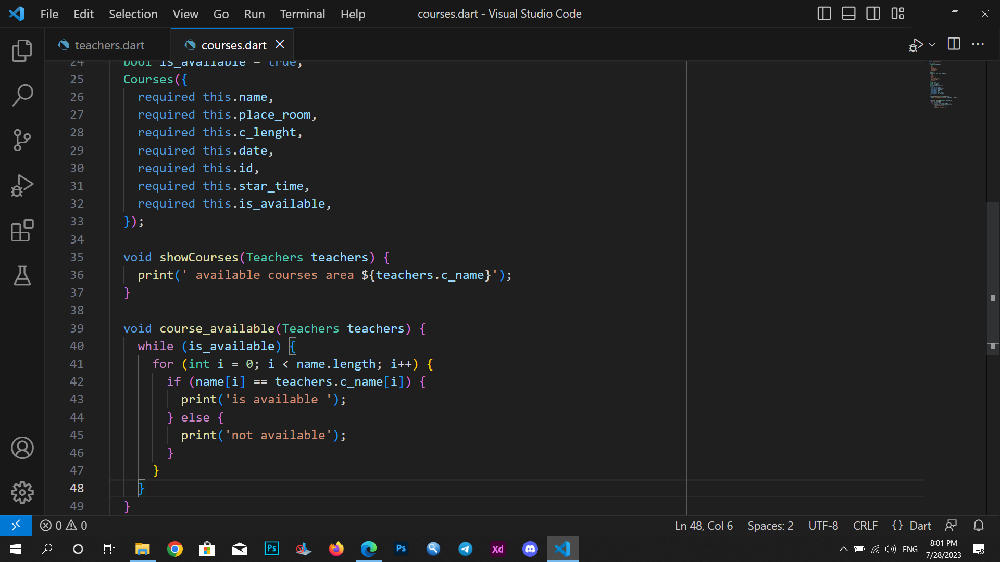 File Edit Selection View Go Run Terminal Help courses.dart - Visual Studio Code
teachers.dart courses.dart
24 bool is_available = true;
25 Courses({
26 required this.name,
27 required this.place_room,
28 required this.c_lenght,
29 required this.date,
30 required this.id,
31 required this.star_time,
32 required this.is_available,
33 });
34
35 void showCourses(Teachers teachers) {
36 print(' available courses area ${teachers.c_name}');
37 }
38
39 void course_available(Teachers teachers) {
40 while (is_available) {
41 for (int i = 0; i < name.length; i++) {
42 if (name[i] == teachers.c_name[i]) {
43 print('is available ');
44 } else {
45 print('not available');
46 }
47 }
48 }
49 }
0 0 Ln 48, Col 6 Spaces: 2 UTF-8 CRLF {} Dart
Ps Ps Xd ENG 8:01 PM
7/28/2023